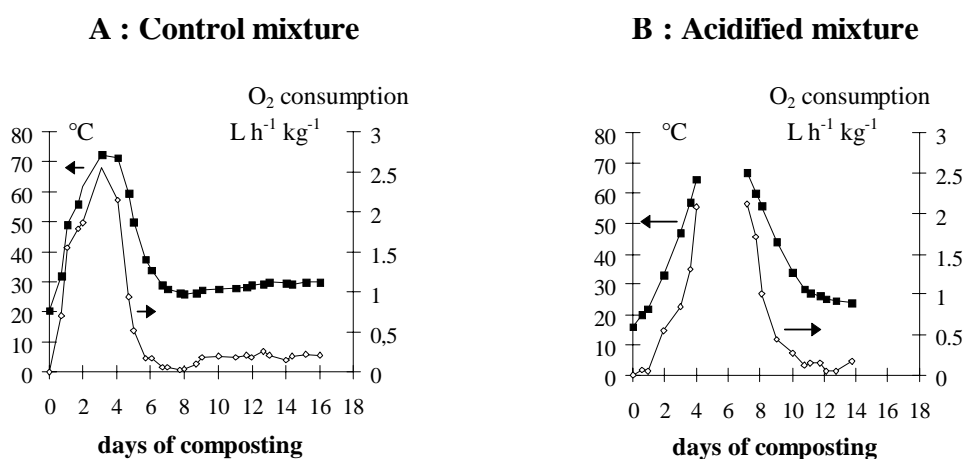 A : Control mixture
O₂ consumption
°C
L h⁻¹ kg⁻¹
80
70
60
50
40
30
20
10
0
3
2.5
2
1.5
1
0,5
0
0 2 4 6 8 10 12 14 16 18
days of composting
B : Acidified mixture
O₂ consumption
°C
L h⁻¹ kg⁻¹
80
70
60
50
40
30
20
10
0
3
2.5
2
1.5
1
0.5
0
0 2 4 6 8 10 12 14 16 18
days of composting